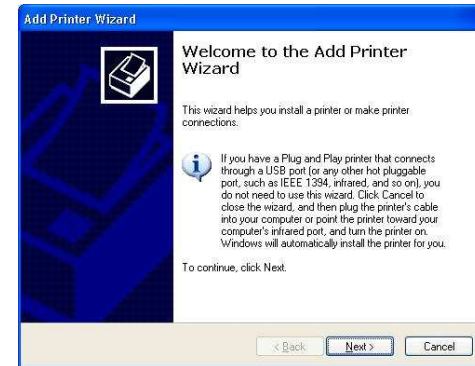 Add Printer Wizard
Welcome to the Add Printer
Wizard
This wizard helps you install a printer or make printer
connections.
If you have a Plug and Play printer that connects
through a USB port (or any other hot pluggable
port, such as IEEE 1394, infrared, and so on), you
do not need to use this wizard. Click Cancel to
close the wizard, and then plug the printer's cable
into your computer or point the printer toward your
computer's infrared port, and turn the printer on.
Windows will automatically install the printer for you.
To continue, click Next.
< Back Next > Cancel